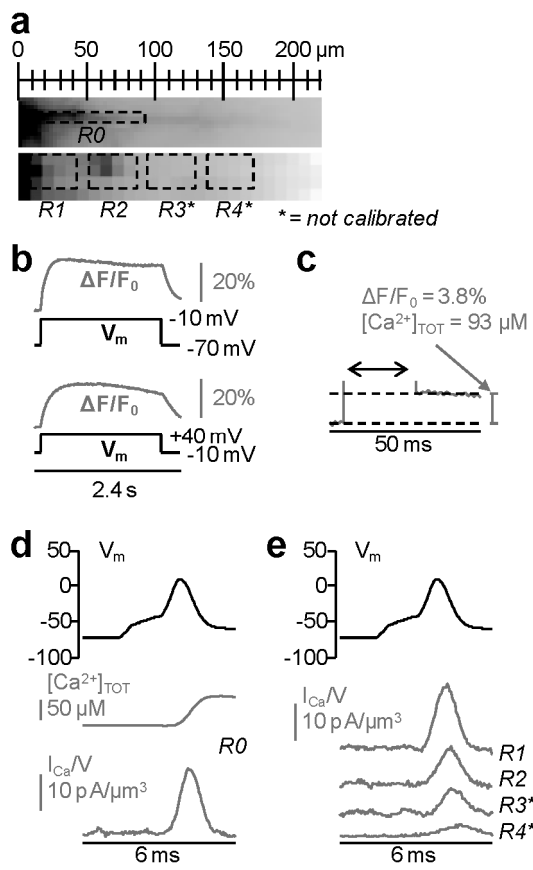 a
0 50 100 150 200 µm
R0
R1 R2 R3* R4* * = not calibrated
b
ΔF/F0 20%
-10 mV
Vm -70 mV
ΔF/F0 20%
+40 mV
Vm -10 mV
2.4 s
c
ΔF/F0 = 3.8%
[Ca2+]TOT = 93 µM
50 ms
d
50 Vm
0
-50
-100
[Ca2+]TOT
50 µM
R0
ICa/V
10 pA/µm3
6 ms
e
50 Vm
0
-50
-100
ICa/V
10 pA/µm3
R1
R2
R3*
R4*
6 ms